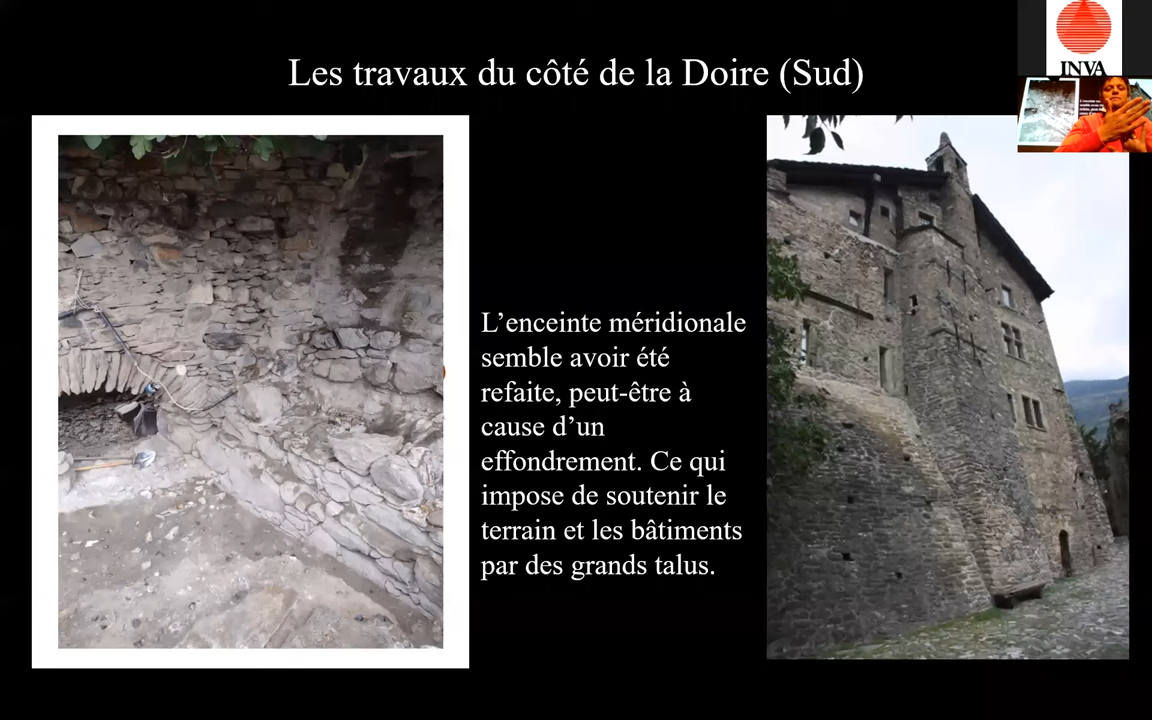 Les travaux du côté de la Doire (Sud)
INVA
L’enceinte méridionale
semble avoir été
refaite, peut-être à
cause d’un
effondrement. Ce qui
impose de soutenir le
terrain et les bâtiments
par des grands talus.